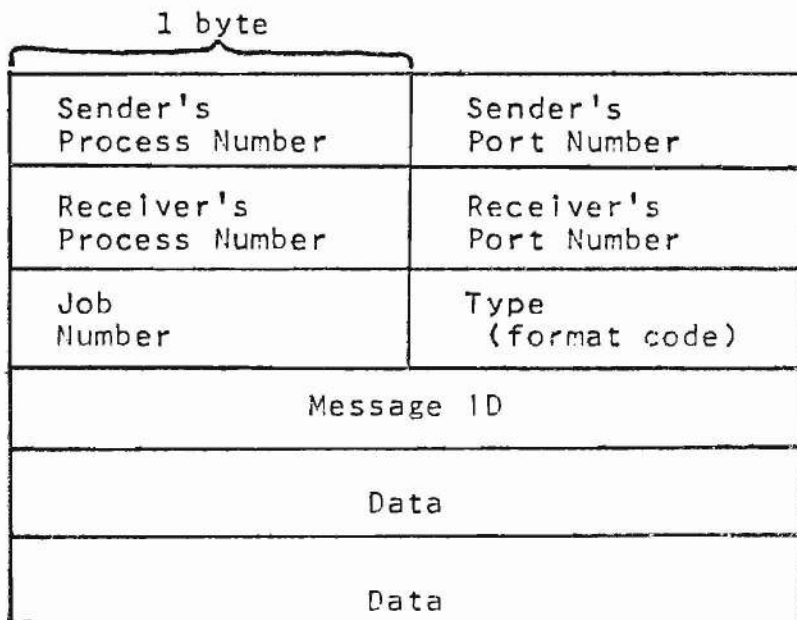 1 byte
Sender's
Process Number
Sender's
Port Number
Receiver's
Process Number
Receiver's
Port Number
Job
Number
Type
(format code)
Message ID
Data
Data